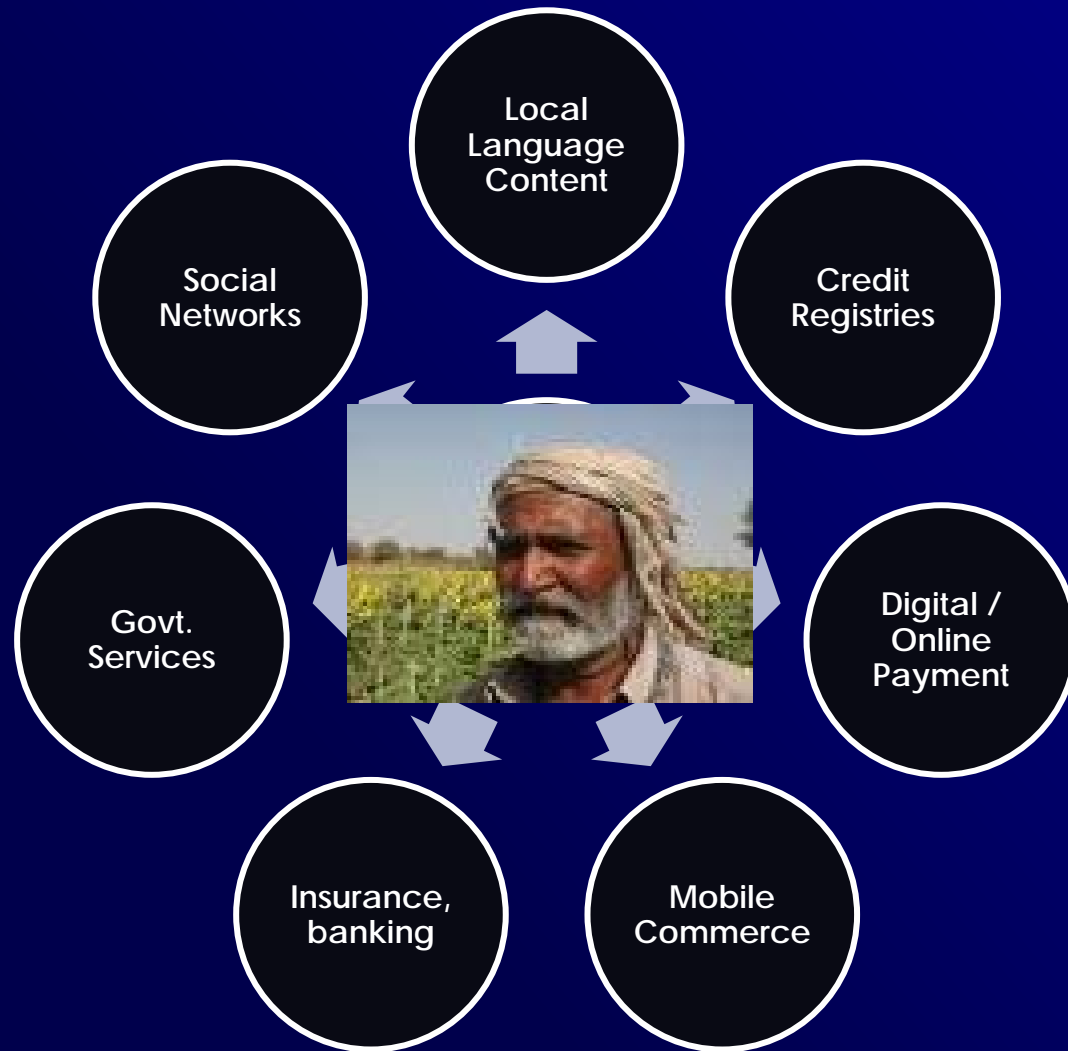 Local
Language
Content
Credit
Registries
Digital /
Online
Payment
Mobile
Commerce
Insurance,
banking
Govt.
Services
Social
Networks